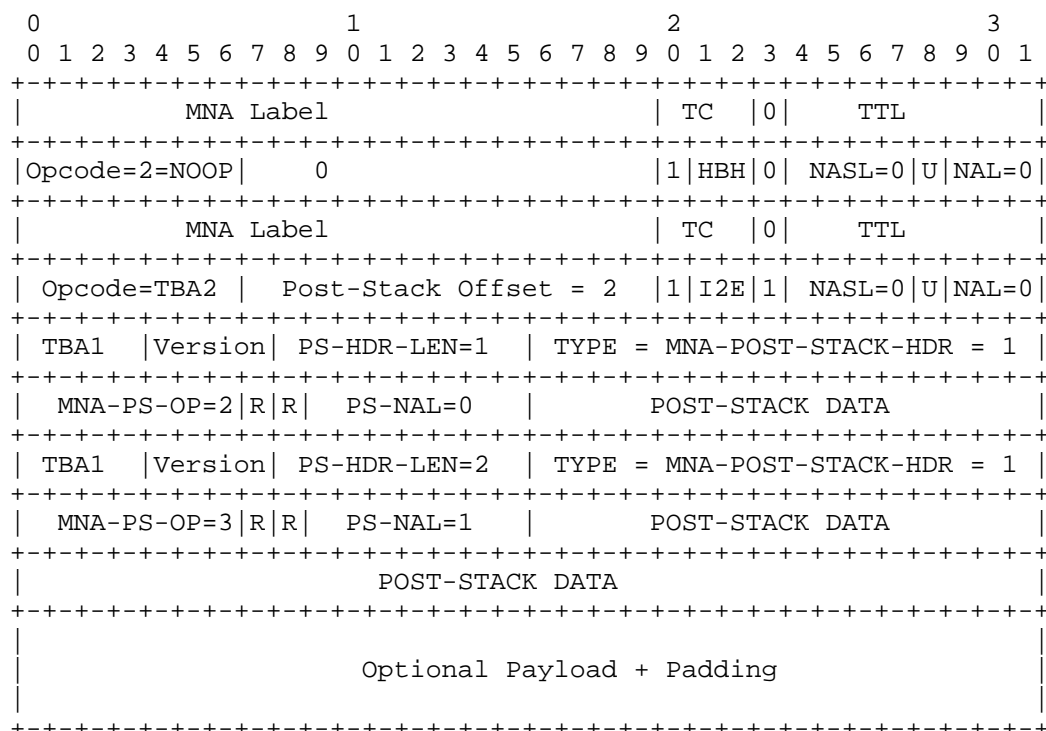 0                   1                   2                   3
 0 1 2 3 4 5 6 7 8 9 0 1 2 3 4 5 6 7 8 9 0 1 2 3 4 5 6 7 8 9 0 1
+-+-+-+-+-+-+-+-+-+-+-+-+-+-+-+-+-+-+-+-+-+-+-+-+-+-+-+-+-+-+-+-+
|          MNA Label                    | TC  |0|    TTL        |
+-+-+-+-+-+-+-+-+-+-+-+-+-+-+-+-+-+-+-+-+-+-+-+-+-+-+-+-+-+-+-+-+
|Opcode=2=NOOP|    0                    |1|HBH|0| NASL=0|U|NAL=0|
+-+-+-+-+-+-+-+-+-+-+-+-+-+-+-+-+-+-+-+-+-+-+-+-+-+-+-+-+-+-+-+-+
|          MNA Label                    | TC  |0|    TTL        |
+-+-+-+-+-+-+-+-+-+-+-+-+-+-+-+-+-+-+-+-+-+-+-+-+-+-+-+-+-+-+-+-+
| Opcode=TBA2 |  Post-Stack Offset = 2  |1|I2E|1| NASL=0|U|NAL=0|
+-+-+-+-+-+-+-+-+-+-+-+-+-+-+-+-+-+-+-+-+-+-+-+-+-+-+-+-+-+-+-+-+
| TBA1  |Version| PS-HDR-LEN=1  | TYPE = MNA-POST-STACK-HDR = 1 |
+-+-+-+-+-+-+-+-+-+-+-+-+-+-+-+-+-+-+-+-+-+-+-+-+-+-+-+-+-+-+-+-+
|  MNA-PS-OP=2|R|R|  PS-NAL=0   |       POST-STACK DATA         |
+-+-+-+-+-+-+-+-+-+-+-+-+-+-+-+-+-+-+-+-+-+-+-+-+-+-+-+-+-+-+-+-+
| TBA1  |Version| PS-HDR-LEN=2  | TYPE = MNA-POST-STACK-HDR = 1 |
+-+-+-+-+-+-+-+-+-+-+-+-+-+-+-+-+-+-+-+-+-+-+-+-+-+-+-+-+-+-+-+-+
|  MNA-PS-OP=3|R|R|  PS-NAL=1   |       POST-STACK DATA         |
+-+-+-+-+-+-+-+-+-+-+-+-+-+-+-+-+-+-+-+-+-+-+-+-+-+-+-+-+-+-+-+-+
|                      POST-STACK DATA                          |
+-+-+-+-+-+-+-+-+-+-+-+-+-+-+-+-+-+-+-+-+-+-+-+-+-+-+-+-+-+-+-+-+
|                                                               |
|                     Optional Payload + Padding                |
|                                                               |
+-+-+-+-+-+-+-+-+-+-+-+-+-+-+-+-+-+-+-+-+-+-+-+-+-+-+-+-+-+-+-+-+